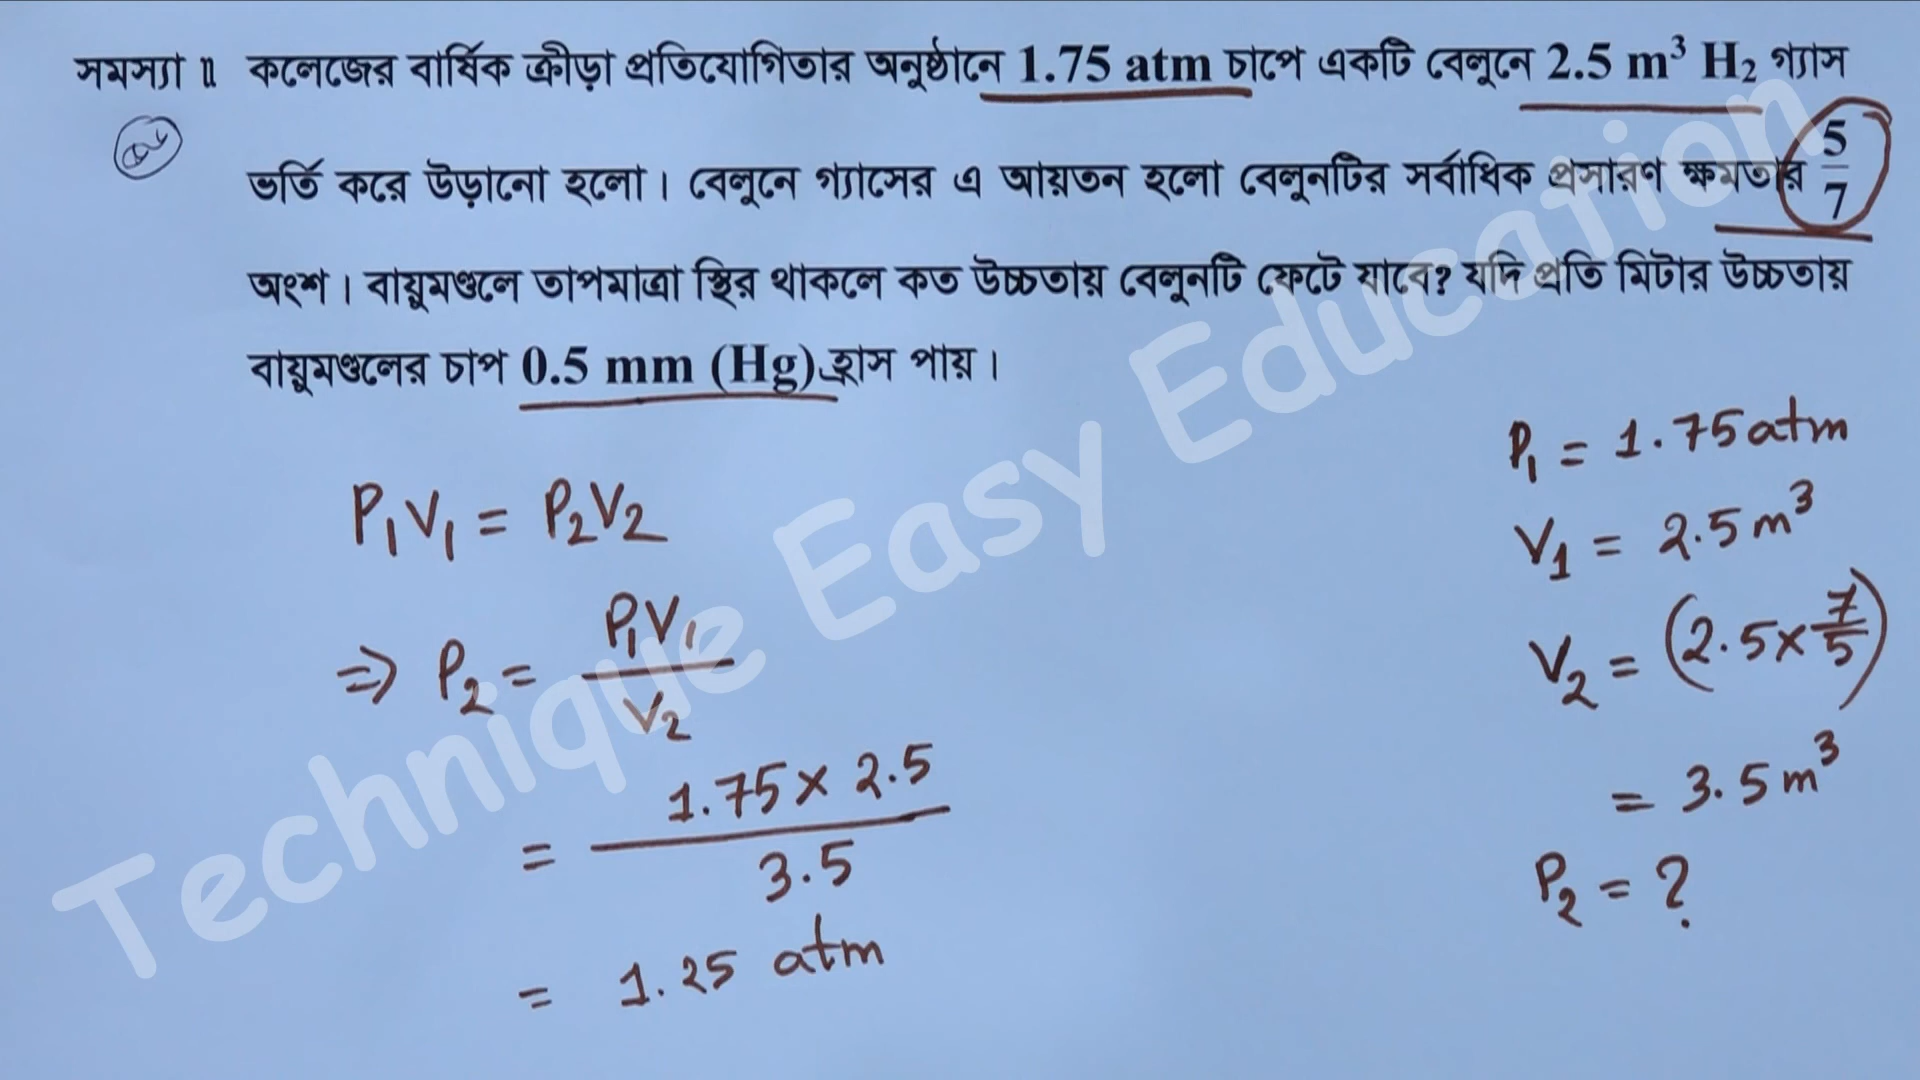 সমস্যা ॥ কলেজের বার্ষিক ক্রীড়া প্রতিযোগিতার অনুষ্ঠানে 1.75 atm চাপে একটি বেলুনে 2.5 m³ H₂ গ্যাস
ভর্তি করে উড়ানো হলো। বেলুনে গ্যাসের এ আয়তন হলো বেলুনটির সর্বাধিক প্রসারণ ক্ষমতার 5/7
অংশ। বায়ুমণ্ডলে তাপমাত্রা স্থির থাকলে কত উচ্চতায় বেলুনটি ফেটে যাবে? যদি প্রতি মিটার উচ্চতায়
বায়ুমণ্ডলের চাপ 0.5 mm (Hg) হ্রাস পায়।
P₁V₁ = P₂V₂
⇒ P₂ = P₁V₁/V₂
= 1.75 × 2.5/3.5
= 1.25 atm
P₁ = 1.75 atm
V₁ = 2.5 m³
V₂ = (2.5 × 7/5)
= 3.5 m³
P₂ = ?
Technique Easy Education